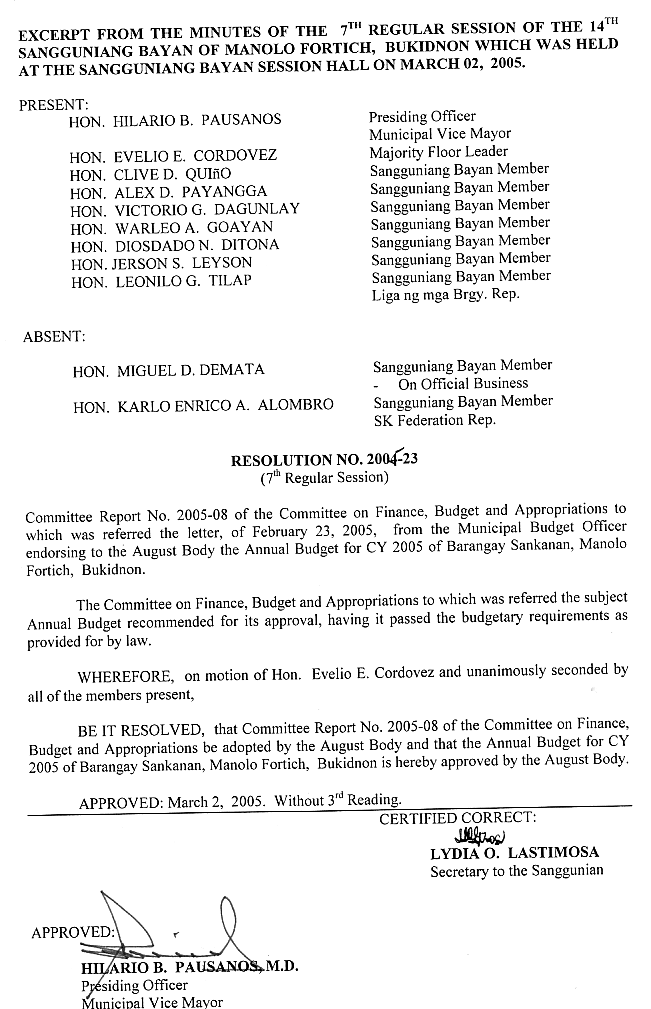 EXCERPT FROM THE MINUTES OF THE 7TH REGULAR SESSION OF THE 14TH
SANGGUNIANG BAYAN OF MANOLO FORTICH, BUKIDNON WHICH WAS HELD
AT THE SANGGUNIANG BAYAN SESSION HALL ON MARCH 02, 2005.
PRESENT:
HON. HILARIO B. PAUSANOS Presiding Officer
Municipal Vice Mayor
HON. EVELIO E. CORDOVEZ Majority Floor Leader
HON. CLIVE D. QUIñO Sangguniang Bayan Member
HON. ALEX D. PAYANGGA Sangguniang Bayan Member
HON. VICTORIO G. DAGUNLAY Sangguniang Bayan Member
HON. WARLEO A. GOAYAN Sangguniang Bayan Member
HON. DIOSDADO N. DITONA Sangguniang Bayan Member
HON. JERSON S. LEYSON Sangguniang Bayan Member
HON. LEONILO G. TILAP Sangguniang Bayan Member
Liga ng mga Brgy. Rep.
ABSENT:
HON. MIGUEL D. DEMATA Sangguniang Bayan Member
- On Official Business
HON. KARLO ENRICO A. ALOMBRO Sangguniang Bayan Member
SK Federation Rep.
RESOLUTION NO. 2005-23
(7th Regular Session)
Committee Report No. 2005-08 of the Committee on Finance, Budget and Appropriations to
which was referred the letter, of February 23, 2005, from the Municipal Budget Officer
endorsing to the August Body the Annual Budget for CY 2005 of Barangay Sankanan, Manolo
Fortich, Bukidnon.
The Committee on Finance, Budget and Appropriations to which was referred the subject
Annual Budget recommended for its approval, having it passed the budgetary requirements as
provided for by law.
WHEREFORE, on motion of Hon. Evelio E. Cordovez and unanimously seconded by
all of the members present,
BE IT RESOLVED, that Committee Report No. 2005-08 of the Committee on Finance,
Budget and Appropriations be adopted by the August Body and that the Annual Budget for CY
2005 of Barangay Sankanan, Manolo Fortich, Bukidnon is hereby approved by the August Body.
APPROVED: March 2, 2005. Without 3rd Reading.
CERTIFIED CORRECT:
LYDIA O. LASTIMOSA
Secretary to the Sanggunian
APPROVED:
HILARIO B. PAUSANOS, M.D.
Presiding Officer
Municipal Vice Mayor